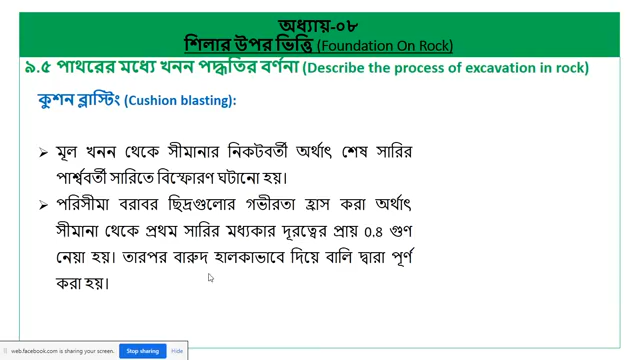 অধ্যায়-০৮
শিলার উপর ভিত্তি (Foundation On Rock)
৯.৫ পাথরের মধ্যে খনন পদ্ধতির বর্ণনা (Describe the process of excavation in rock)
কুশন ব্লাস্টিং (Cushion blasting):
➢ মূল খনন থেকে সীমানার নিকটবর্তী অর্থাৎ শেষ সারির
পার্শ্ববর্তী সারিতে বিস্ফোরণ ঘটানো হয়।
➢ পরিসীমা বরাবর ছিদ্রগুলোর গভীরতা হ্রাস করা অর্থাৎ
সীমানা থেকে প্রথম সারির মধ্যকার দূরত্বের প্রায় 0.8 গুণ
নেয়া হয়। তারপর বারুদ হালকাভাবে দিয়ে বালি দ্বারা পূর্ণ
করা হয়।
web.facebook.com is sharing your screen. Stop sharing Hide